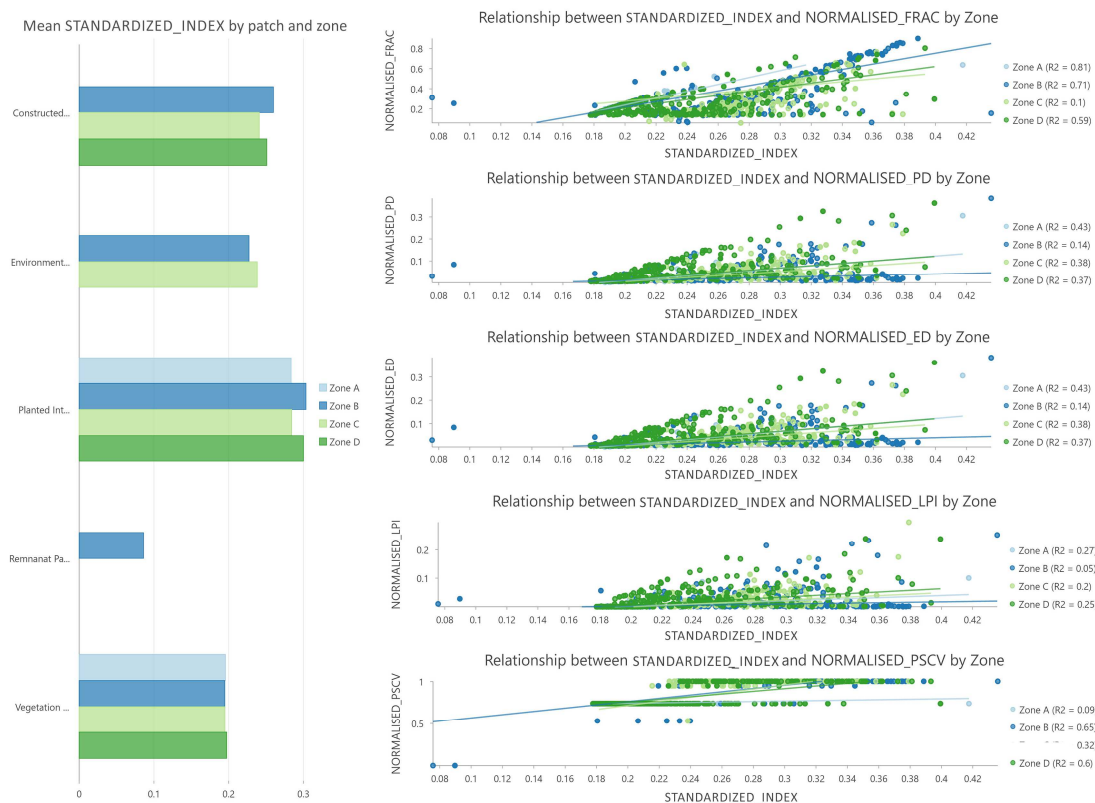 Mean STANDARDIZED_INDEX by patch and zone
Constructed...
Environment...
Planted Int...
Remnanat Pa...
Vegetation ...
0
0.1
0.2
0.3
Zone A
Zone B
Zone C
Zone D
Relationship between STANDARDIZED_INDEX and NORMALISED_FRAC by Zone
NORMALISED_FRAC
0.8
0.6
0.4
0.2
0.08 0.1 0.12 0.14 0.16 0.18 0.2 0.22 0.24 0.26 0.28 0.3 0.32 0.34 0.36 0.38 0.4 0.42
STANDARDIZED_INDEX
Zone A (R2 = 0.81)
Zone B (R2 = 0.71)
Zone C (R2 = 0.1)
Zone D (R2 = 0.59)
Relationship between STANDARDIZED_INDEX and NORMALISED_PD by Zone
NORMALISED_PD
0.3
0.2
0.1
0.08 0.1 0.12 0.14 0.16 0.18 0.2 0.22 0.24 0.26 0.28 0.3 0.32 0.34 0.36 0.38 0.4 0.42
STANDARDIZED_INDEX
Zone A (R2 = 0.43)
Zone B (R2 = 0.14)
Zone C (R2 = 0.38)
Zone D (R2 = 0.37)
Relationship between STANDARDIZED_INDEX and NORMALISED_ED by Zone
NORMALISED_ED
0.3
0.2
0.1
0.08 0.1 0.12 0.14 0.16 0.18 0.2 0.22 0.24 0.26 0.28 0.3 0.32 0.34 0.36 0.38 0.4 0.42
STANDARDIZED_INDEX
Zone A (R2 = 0.43)
Zone B (R2 = 0.14)
Zone C (R2 = 0.38)
Zone D (R2 = 0.37)
Relationship between STANDARDIZED_INDEX and NORMALISED_LPI by Zone
NORMALISED_LPI
0.2
0.1
0.08 0.1 0.12 0.14 0.16 0.18 0.2 0.22 0.24 0.26 0.28 0.3 0.32 0.34 0.36 0.38 0.4 0.42
STANDARDIZED_INDEX
Zone A (R2 = 0.27)
Zone B (R2 = 0.05)
Zone C (R2 = 0.2)
Zone D (R2 = 0.25
Relationship between STANDARDIZED_INDEX and NORMALISED_PSCV by Zone
NORMALISED_PSCV
1
0.5
0.08 0.1 0.12 0.14 0.16 0.18 0.2 0.22 0.24 0.26 0.28 0.3 0.32 0.34 0.36 0.38 0.4 0.42
STANDARDIZED_INDEX
Zone A (R2 = 0.09
Zone B (R2 = 0.65)
0.32
Zone D (R2 = 0.6)